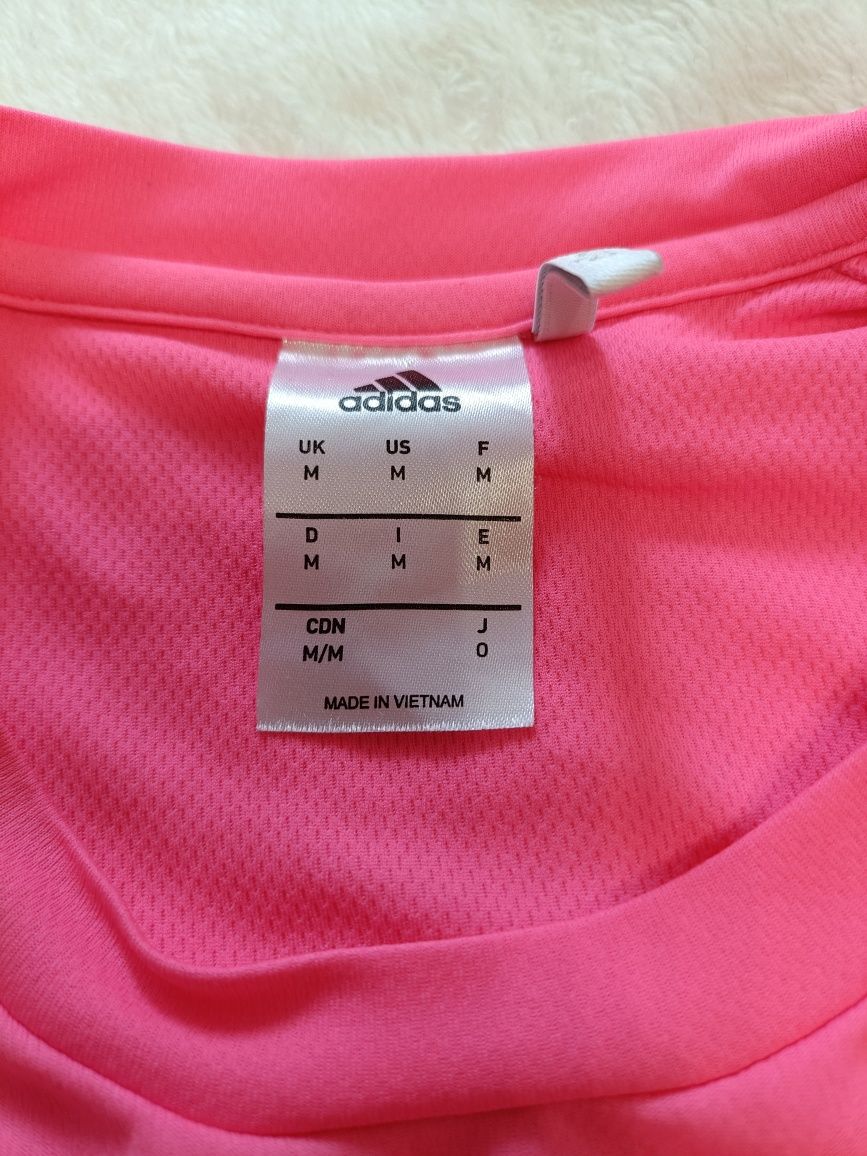 adidas
UK US F
M M M
D I E
M M M
CDN J
M/M O
MADE IN VIETNAM